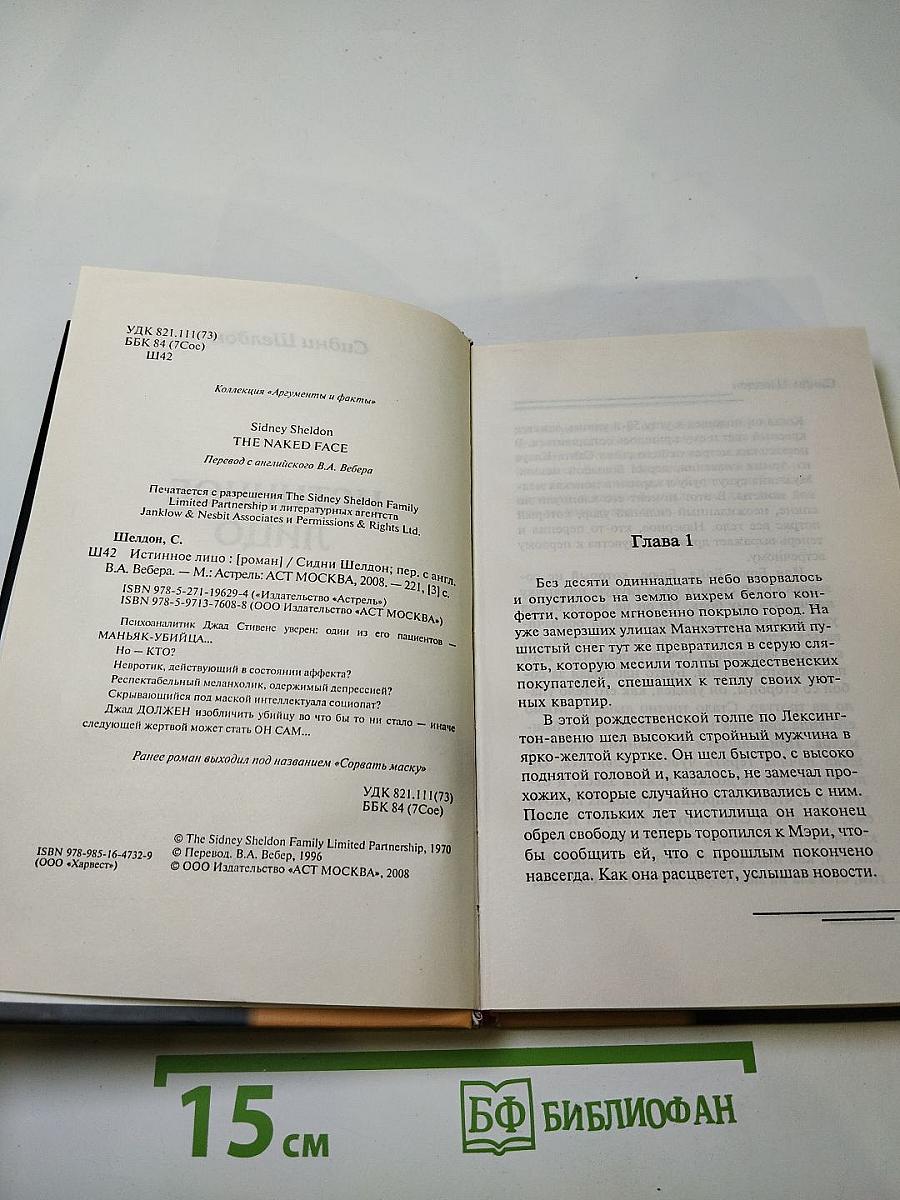 УДК 821.111(73)
ББК 84 (7Сое)
Ш42
Коллекция «Аргументы и факты»
Sidney Sheldon
THE NAKED FACE
Перевод с английского В.А. Вебера
Печатается с разрешения The Sidney Sheldon Family
Limited Partnership и литературных агентств
Janklow & Nesbit Associates и Permissions & Rights Ltd.
Шелдон, С.
Ш42 Истинное лицо : [роман] / Сидни Шелдон; пер. с англ.
В.А. Вебера. — М.: Астрель: АСТ МОСКВА, 2008. — 221, [3] с.
ISBN 978-5-271-19629-4 («Издательство «Астрель»)
ISBN 978-5-9713-7608-8 (ООО Издательство «АСТ МОСКВА»)
Психоаналитик Джад Стивенс уверен: один из его пациентов —
МАНЬЯК-УБИЙЦА...
Но — КТО?
Невротик, действующий в состоянии аффекта?
Респектабельный меланхолик, одержимый депрессией?
Скрывающийся под маской интеллектуала социопат?
Джад ДОЛЖЕН изобличить убийцу во что бы то ни стало — иначе
следующей жертвой может стать ОН САМ...
Ранее роман выходил под названием «Сорвать маску»
УДК 821.111(73)
ББК 84 (7Сое)
© The Sidney Sheldon Family Limited Partnership, 1970
ISBN 978-985-16-4732-9 © Перевод. В.А. Вебер, 1996
(ООО «Харвест») © ООО Издательство «АСТ МОСКВА», 2008
Глава 1
Без десяти одиннадцать небо взорвалось
и опустилось на землю вихрем белого кон-
фетти, которое мгновенно покрыло город. На
уже замерзших улицах Манхэттена мягкий пу-
шистый снег тут же превратился в серую сля-
коть, которую месили толпы рождественских
покупателей, спешащих к теплу своих уют-
ных квартир.
В этой рождественской толпе по Лексинг-
тон-авеню шел высокий стройный мужчина в
ярко-желтой куртке. Он шел быстро, с высоко
поднятой головой и, казалось, не замечал про-
хожих, которые случайно сталкивались с ним.
После стольких лет чистилища он наконец
обрел свободу и теперь торопился к Мэри, что-
бы сообщить ей, что с прошлым покончено
навсегда. Как она расцветет, услышав новости.
15 см
БФ БИБЛИОФАН